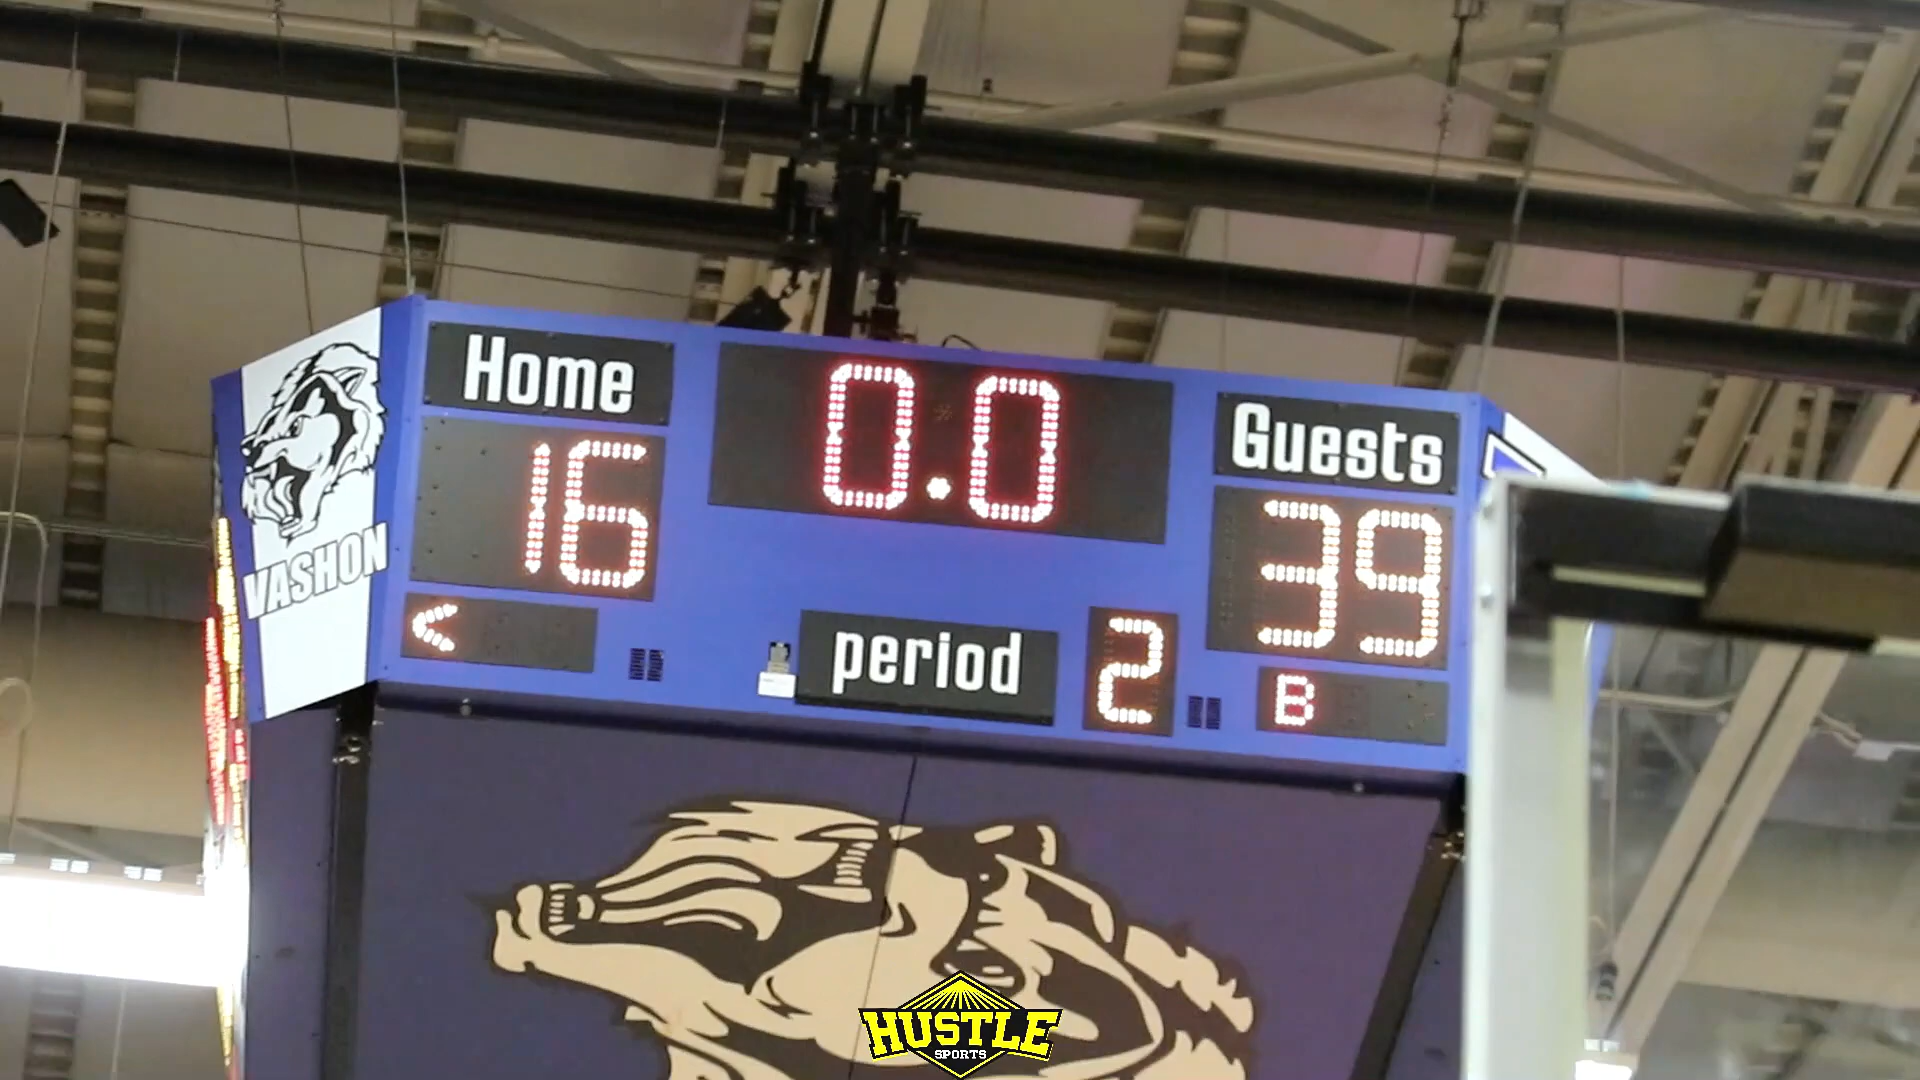 Home
0.0
Guests
16
39
VASHON
<
period
2
B
HUSTLE
SPORTS